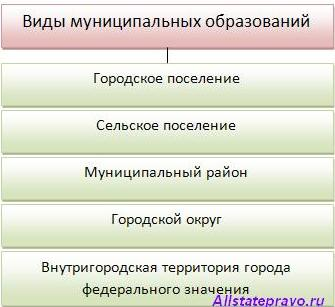 Виды муниципальных образований
Городское поселение
Сельское поселение
Муниципальный район
Городской округ
Внутригородская территория города
федерального значения
Allstatepravo.ru